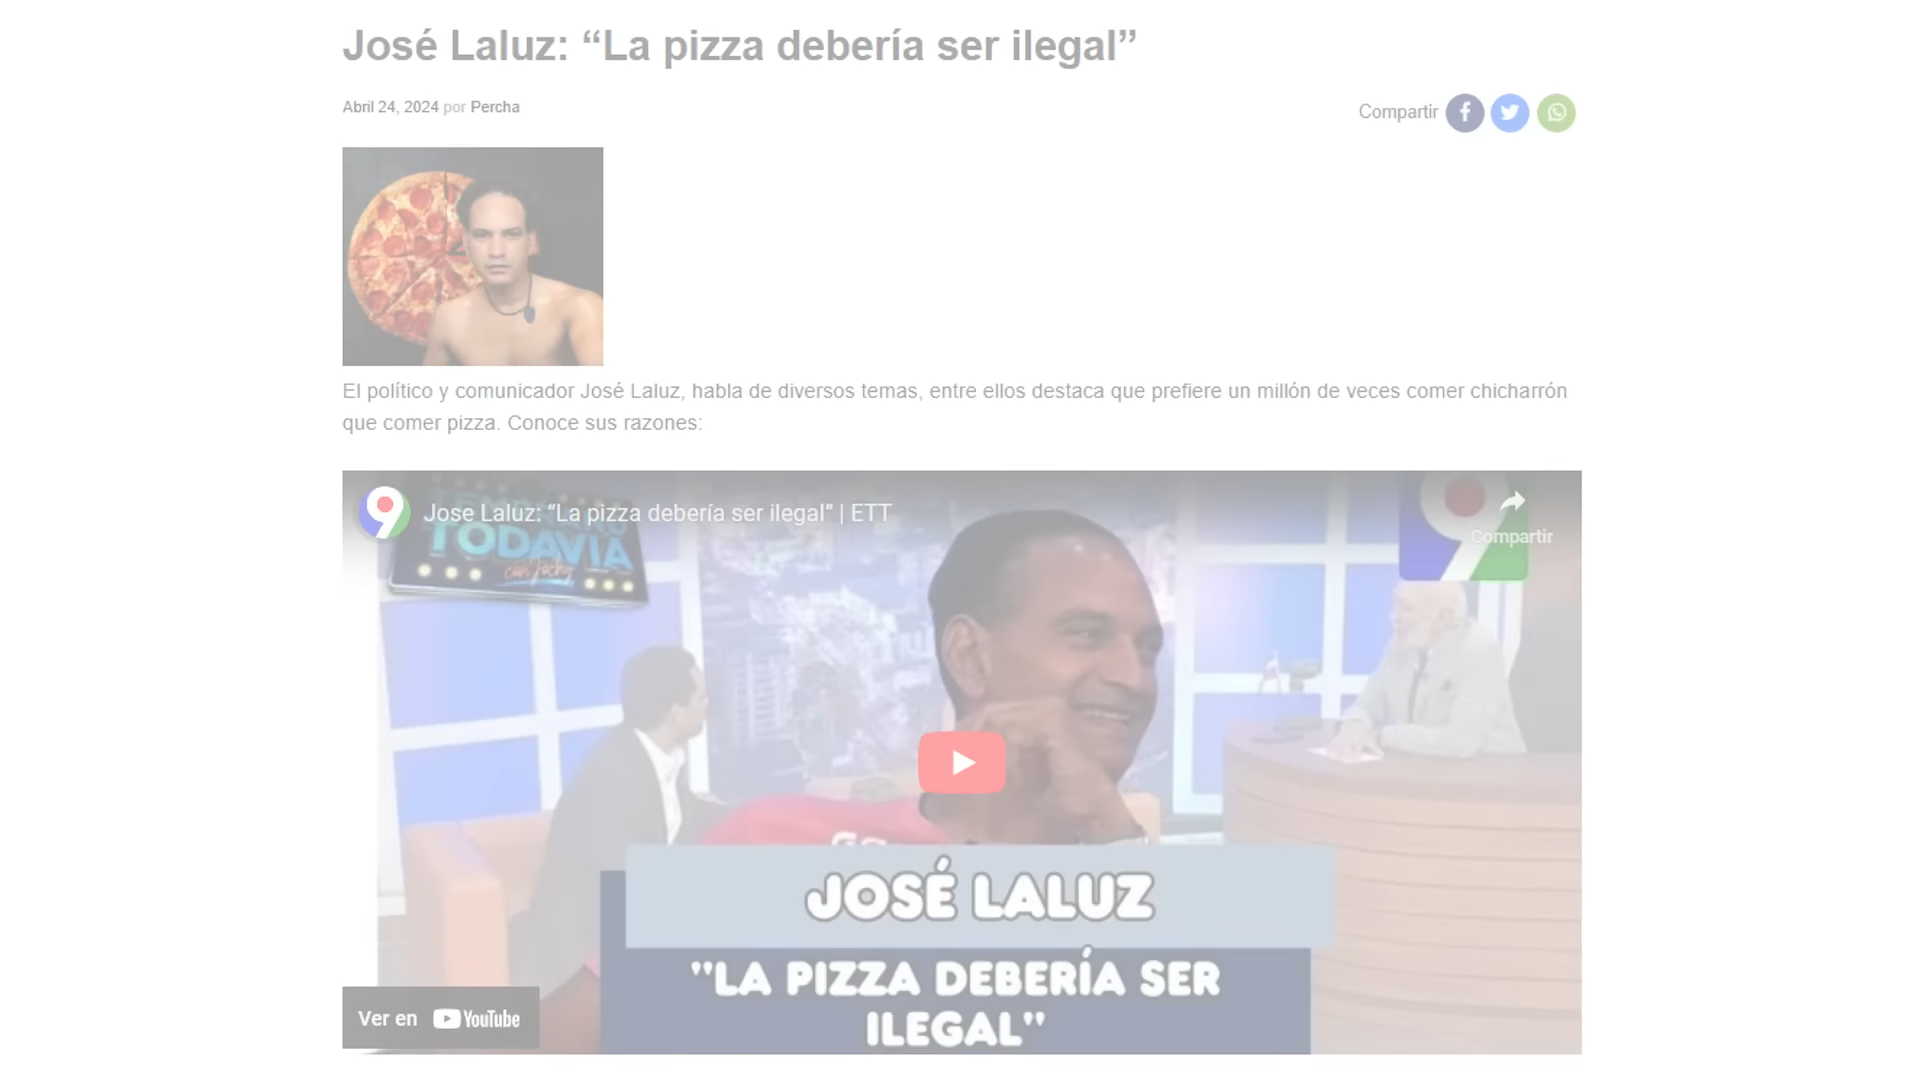 José Laluz: “La pizza debería ser ilegal”
Abril 24, 2024 por Percha
Compartir
El político y comunicador José Laluz, habla de diversos temas, entre ellos destaca que prefiere un millón de veces comer chicharrón
que comer pizza. Conoce sus razones:
Jose Laluz: “La pizza debería ser ilegal” | ETT
Compartir
TEMPRANO
TODAVÍA
con Jochy
JOSÉ LALUZ
"LA PIZZA DEBERÍA SER
ILEGAL"
Ver en YouTube